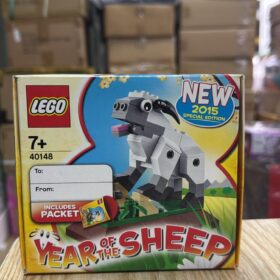 LEGO
NEW
2015
SPECIAL EDITION
7+
40148
To:
From:
INCLUDES
PACKET
YEAR OF THE SHEEP